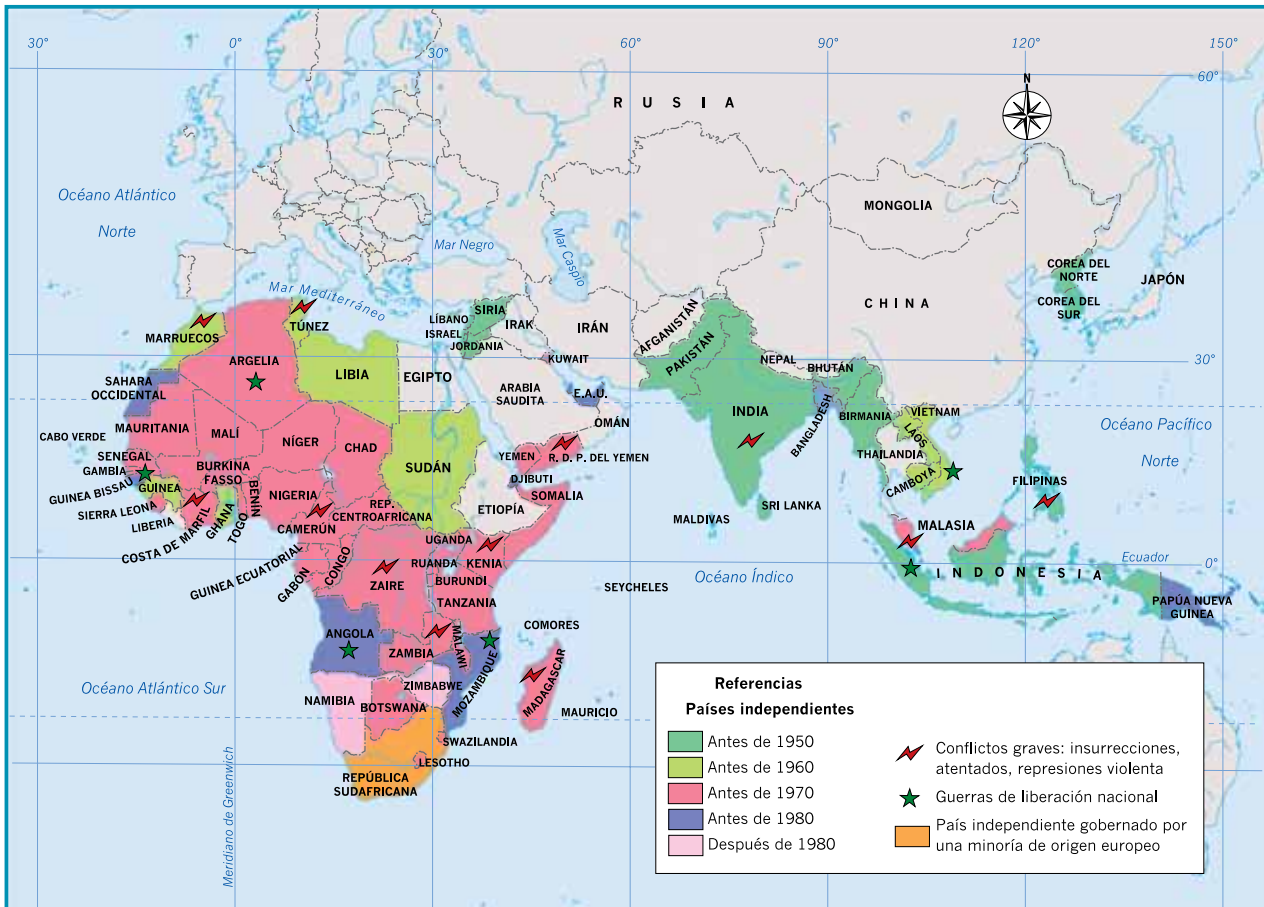 30°
0°
30°
60°
90°
120°
150°
60°
N
RUSIA
Océano Atlántico
Norte
MONGOLIA
Mar Negro
Mar Caspio
COREA DEL
NORTE
JAPÓN
COREA DEL
SUR
CHINA
Mar Mediterráneo
MARRUECOS
TÚNEZ
LÍBANO
SIRIA
ISRAEL
IRAK
JORDANIA
IRÁN
AFGANISTÁN
PAKISTÁN
KUWAIT
NEPAL
BHUTÁN
30°
ARGELIA
LIBIA
EGIPTO
SAHARA
OCCIDENTAL
ARABIA
SAUDITA
E.A.U.
OMÁN
INDIA
BANGLADESH
BIRMANIA
VIETNAM
LAOS
THAILANDIA
CAMBOYA
Océano Pacífico
Norte
MAURITANIA
MALÍ
NÍGER
CHAD
SUDÁN
YEMEN
R. D. P. DEL YEMEN
DJIBUTI
CABO VERDE
SENEGAL
GAMBIA
GUINEA BISSAU
GUINEA
BURKINA
FASSO
SIERRA LEONA
LIBERIA
COSTA DE MARFIL
GHANA
TOGO
BENÍN
NIGERIA
CAMERÚN
REP.
CENTROAFRICANA
ETIOPÍA
SOMALIA
FILIPINAS
SRI LANKA
MALDIVAS
MALASIA
GUINEA ECUATORIAL
GABÓN
CONGO
ZAIRE
UGANDA
RUANDA
KENIA
BURUNDI
TANZANIA
SEYCHELES
Océano Índico
Ecuador
0°
INDONESIA
PAPÚA NUEVA
GUINEA
ANGOLA
ZAMBIA
MALAWI
COMORES
MOZAMBIQUE
MADAGASCAR
Océano Atlántico Sur
NAMIBIA
ZIMBABWE
BOTSWANA
MAURICIO
SWAZILANDIA
LESOTHO
REPÚBLICA
SUDAFRICANA
Meridiano de Greenwich
Referencias
Países independientes
Antes de 1950
Antes de 1960
Antes de 1970
Antes de 1980
Después de 1980
Conflictos graves: insurrecciones,
atentados, represiones violenta
Guerras de liberación nacional
País independiente gobernado por
una minoría de origen europeo